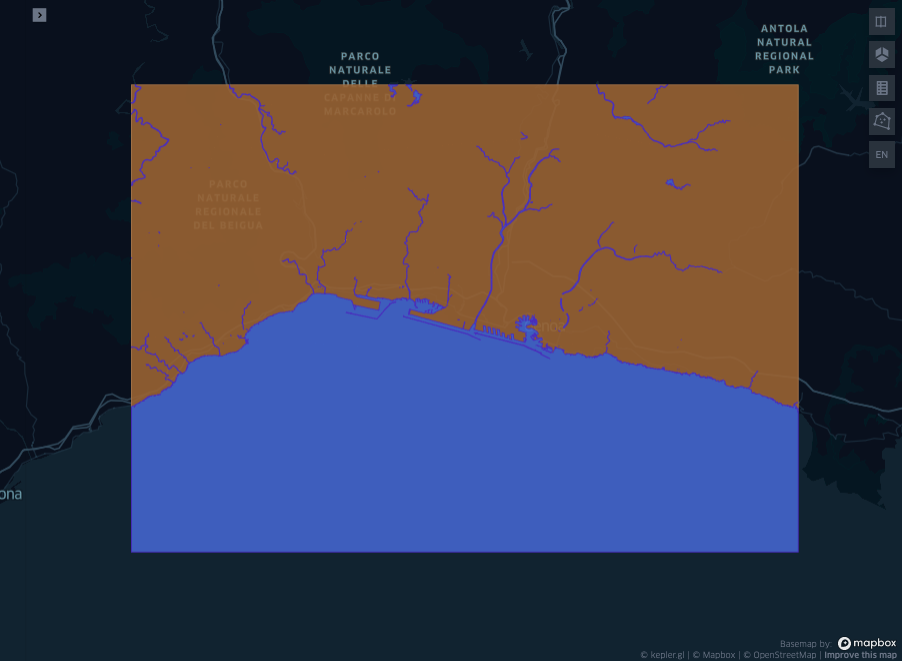 PARCO
NATURALE
DELLE
CAPANNE DI
MARCAROLO
ANTOLA
NATURAL
REGIONAL
PARK
EN
PARCO
NATURALE
REGIONALE
DEL BEIGUA
ona
Basemap by:
mapbox
© kepler.gl | © Mapbox | © OpenStreetMap | Improve this map